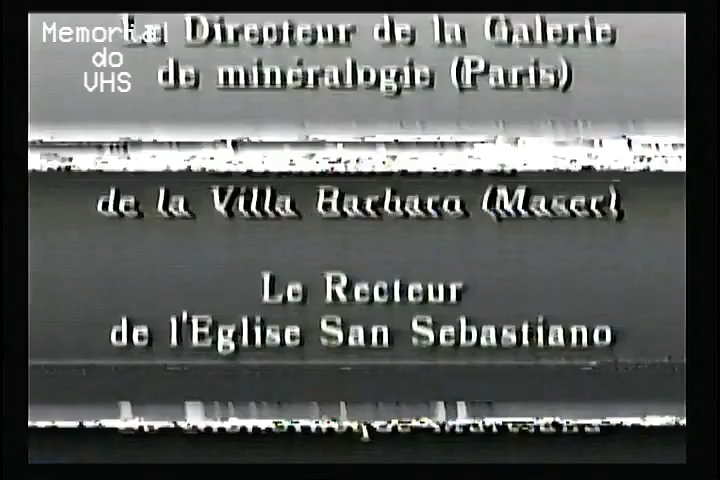 Memorial
do
VHS
Le Directeur de la Galerie
de minéralogie (Paris)
de la Villa Barbaro (Maser)
Le Recteur
de l'Eglise San Sebastiano